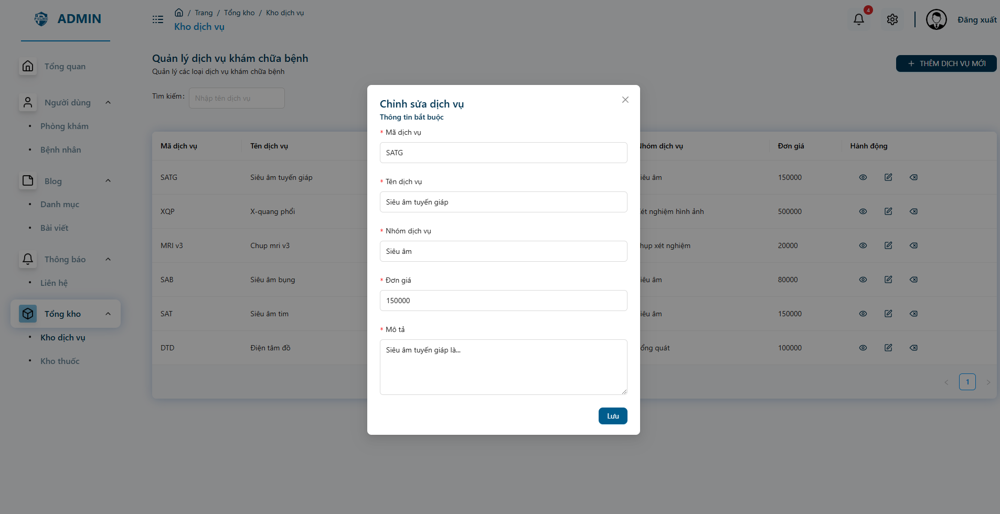 P-CLINIC
ADMIN
/ Trang / Tổng kho / Kho dịch vụ
Kho dịch vụ
4
Đăng xuất
Tổng quan
Người dùng
Phòng khám
Bệnh nhân
Blog
Danh mục
Bài viết
Thông báo
Liên hệ
Tổng kho
Kho dịch vụ
Kho thuốc
Quản lý dịch vụ khám chữa bệnh
Quản lý các loại dịch vụ khám chữa bệnh
+ THÊM DỊCH VỤ MỚI
Tìm kiếm: Nhập tên dịch vụ
Mã dịch vụ Tên dịch vụ Nhóm dịch vụ Đơn giá Hành động
SATG Siêu âm tuyến giáp iêu âm 150000
XQP X-quang phổi ét nghiệm hình ảnh 500000
MRI v3 Chup mri v3 hụp xét nghiệm 20000
SAB Siêu âm bụng iêu âm 80000
SAT Siêu âm tim iêu âm 150000
DTD Điện tâm đồ ổng quát 100000
< 1 >
Chỉnh sửa dịch vụ
Thông tin bắt buộc
* Mã dịch vụ
SATG
* Tên dịch vụ
Siêu âm tuyến giáp
* Nhóm dịch vụ
Siêu âm
* Đơn giá
150000
* Mô tả
Siêu âm tuyến giáp là...
Lưu